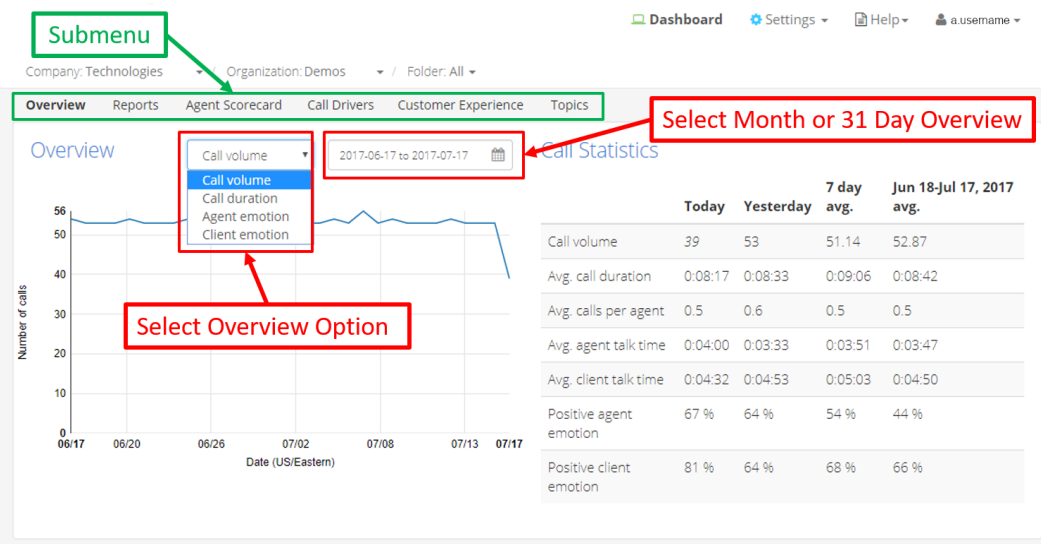 Dashboard Settings Help a.username
Submenu
Company: Technologies / Organization: Demos / Folder: All
Overview Reports Agent Scorecard Call Drivers Customer Experience Topics
Select Month or 31 Day Overview
Overview Call volume 2017-06-17 to 2017-07-17 Call Statistics
Call volume
Call duration
Agent emotion
Client emotion
56
50
40
30
20
10
0
Number of calls
06/17 06/20 06/26 07/02 07/08 07/13 07/17
Date (US/Eastern)
Select Overview Option
Today Yesterday 7 day avg. Jun 18-Jul 17, 2017 avg.
Call volume 39 53 51.14 52.87
Avg. call duration 0:08:17 0:08:33 0:09:06 0:08:42
Avg. calls per agent 0.5 0.6 0.5 0.5
Avg. agent talk time 0:04:00 0:03:33 0:03:51 0:03:47
Avg. client talk time 0:04:32 0:04:53 0:05:03 0:04:50
Positive agent emotion 67 % 64 % 54 % 44 %
Positive client emotion 81 % 64 % 68 % 66 %